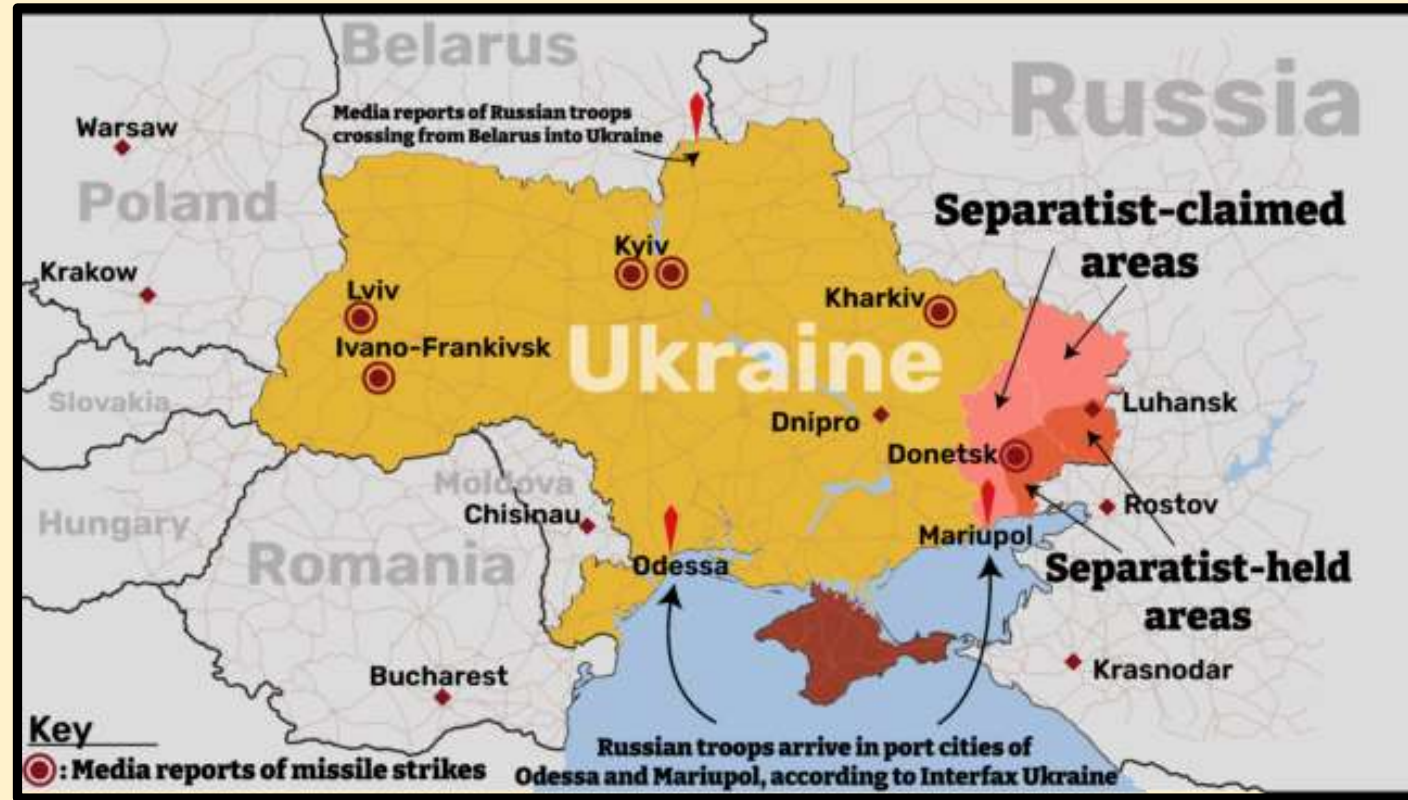 Belarus
Russia
Media reports of Russian troops
crossing from Belarus into Ukraine
Warsaw
Poland
Separatist-claimed
areas
Kyiv
Krakow
Lviv
Kharkiv
Ivano-Frankivsk
Ukraine
Slovakia
Luhansk
Dnipro
Donetsk
Moldova
Chisinau
Rostov
Hungary
Mariupol
Romania
Odessa
Separatist-held
areas
Krasnodar
Bucharest
Key
: Media reports of missile strikes
Russian troops arrive in port cities of
Odessa and Mariupol, according to Interfax Ukraine